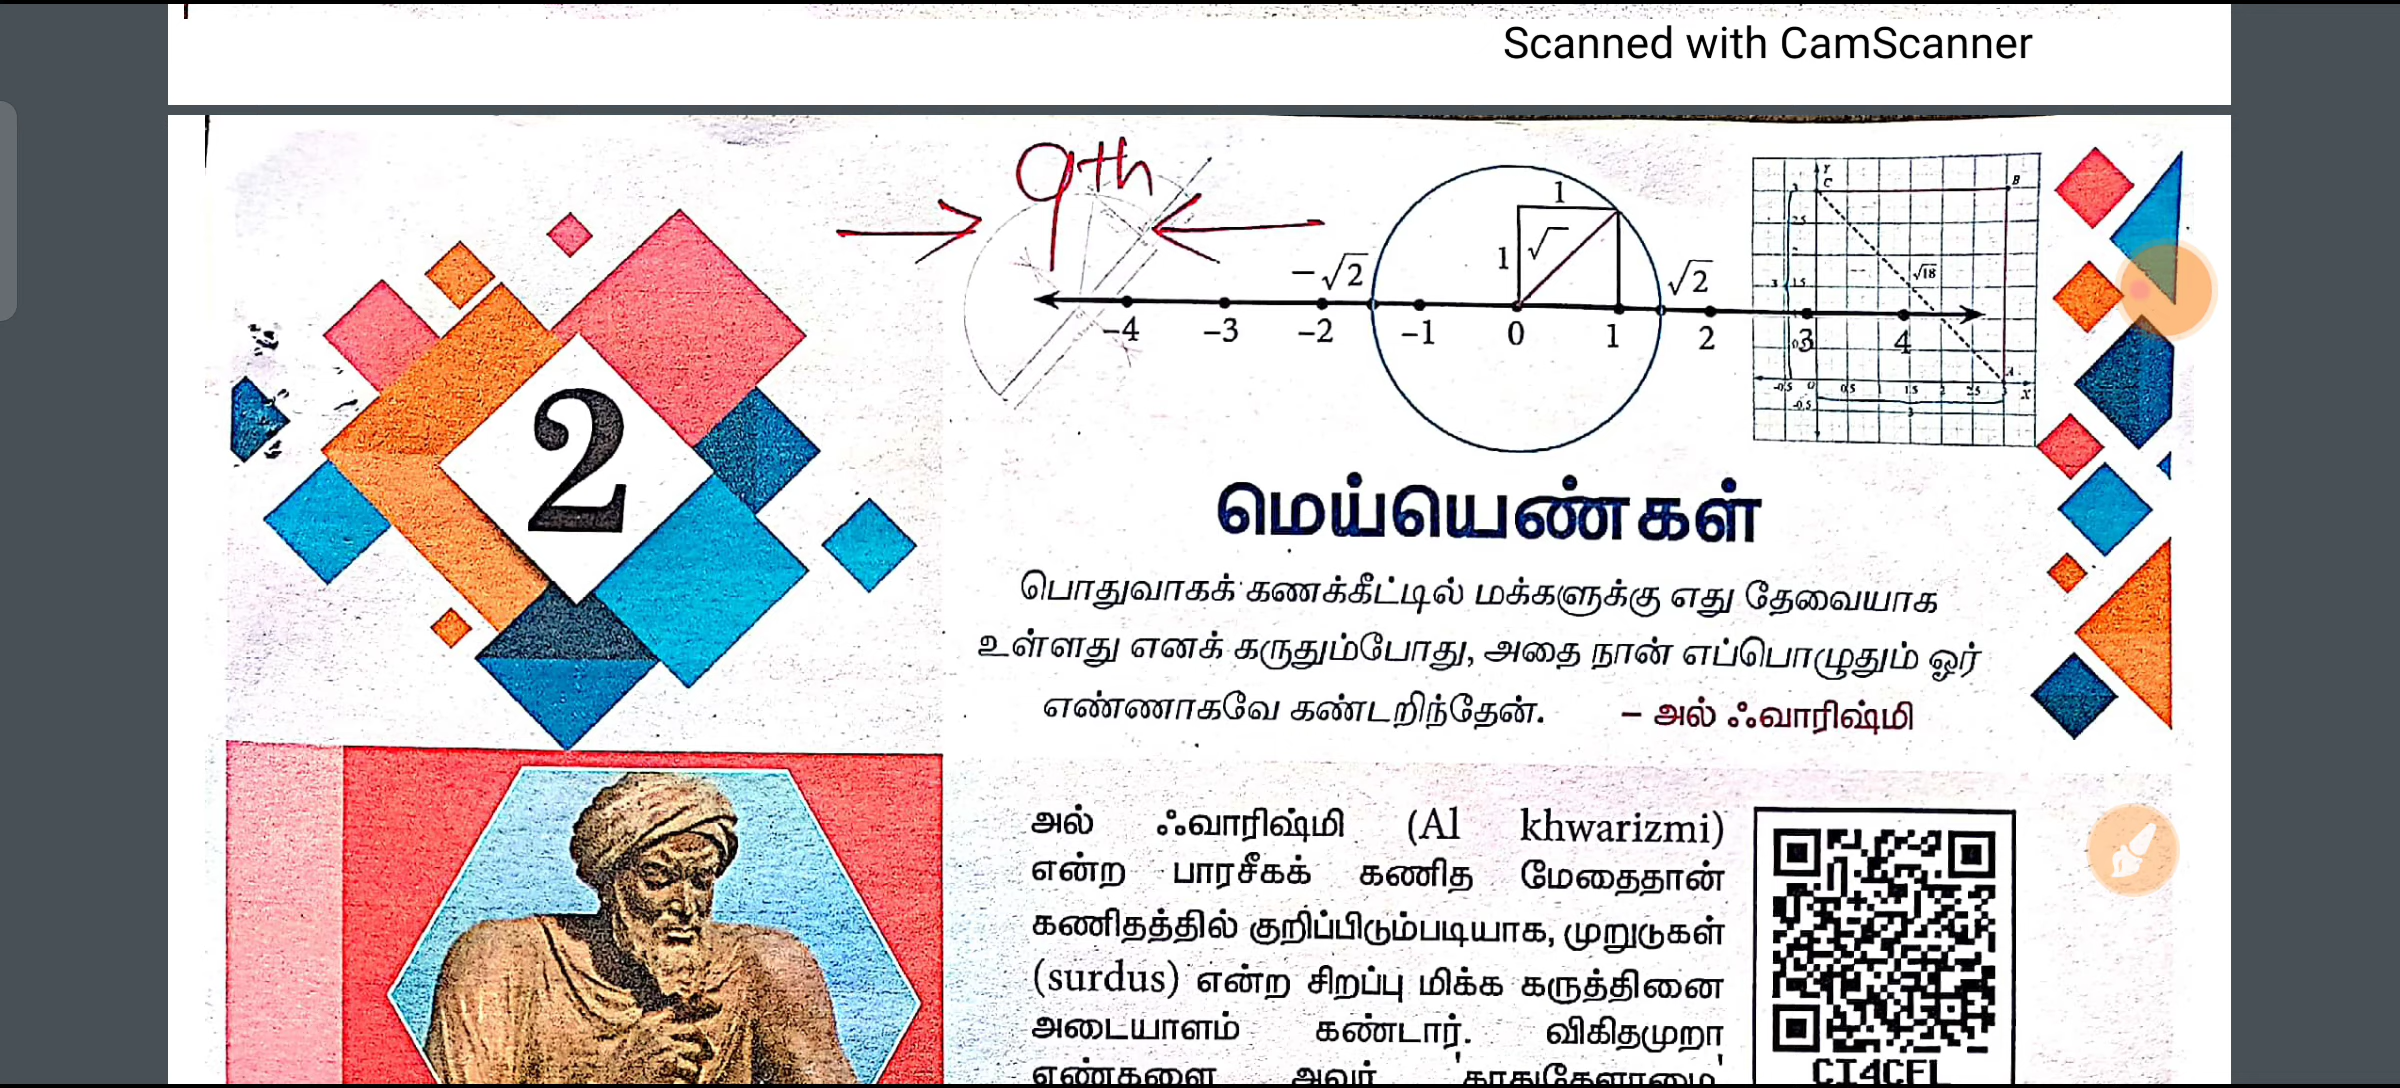 Scanned with CamScanner
9th
1
1
√
-√2
√2
-4 -3 -2 -1 0 1 2 3 4
Y
C
B
√18
A
X
2
மெய்யெண்கள்
பொதுவாகக் கணக்கீட்டில் மக்களுக்கு எது தேவையாக
உள்ளது எனக் கருதும்போது, அதை நான் எப்பொழுதும் ஓர்
எண்ணாகவே கண்டறிந்தேன். – அல் ஃவாரிஷ்மி
அல் ஃவாரிஷ்மி (Al khwarizmi)
என்ற பாரசீகக் கணித மேதைதான்
கணிதத்தில் குறிப்பிடும்படியாக, முறுடுகள்
(surdus) என்ற சிறப்பு மிக்க கருத்தினை
அடையாளம் கண்டார். விகிதமுறா
எண்களை அவர்